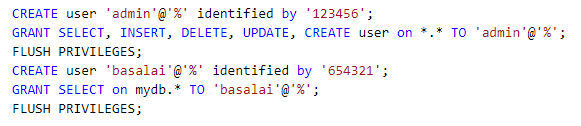 CREATE user 'admin'@'%' identified by '123456';
GRANT SELECT, INSERT, DELETE, UPDATE, CREATE user on *.* TO 'admin'@'%';
FLUSH PRIVILEGES;
CREATE user 'basalai'@'%' identified by '654321';
GRANT SELECT on mydb.* TO 'basalai'@'%';
FLUSH PRIVILEGES;